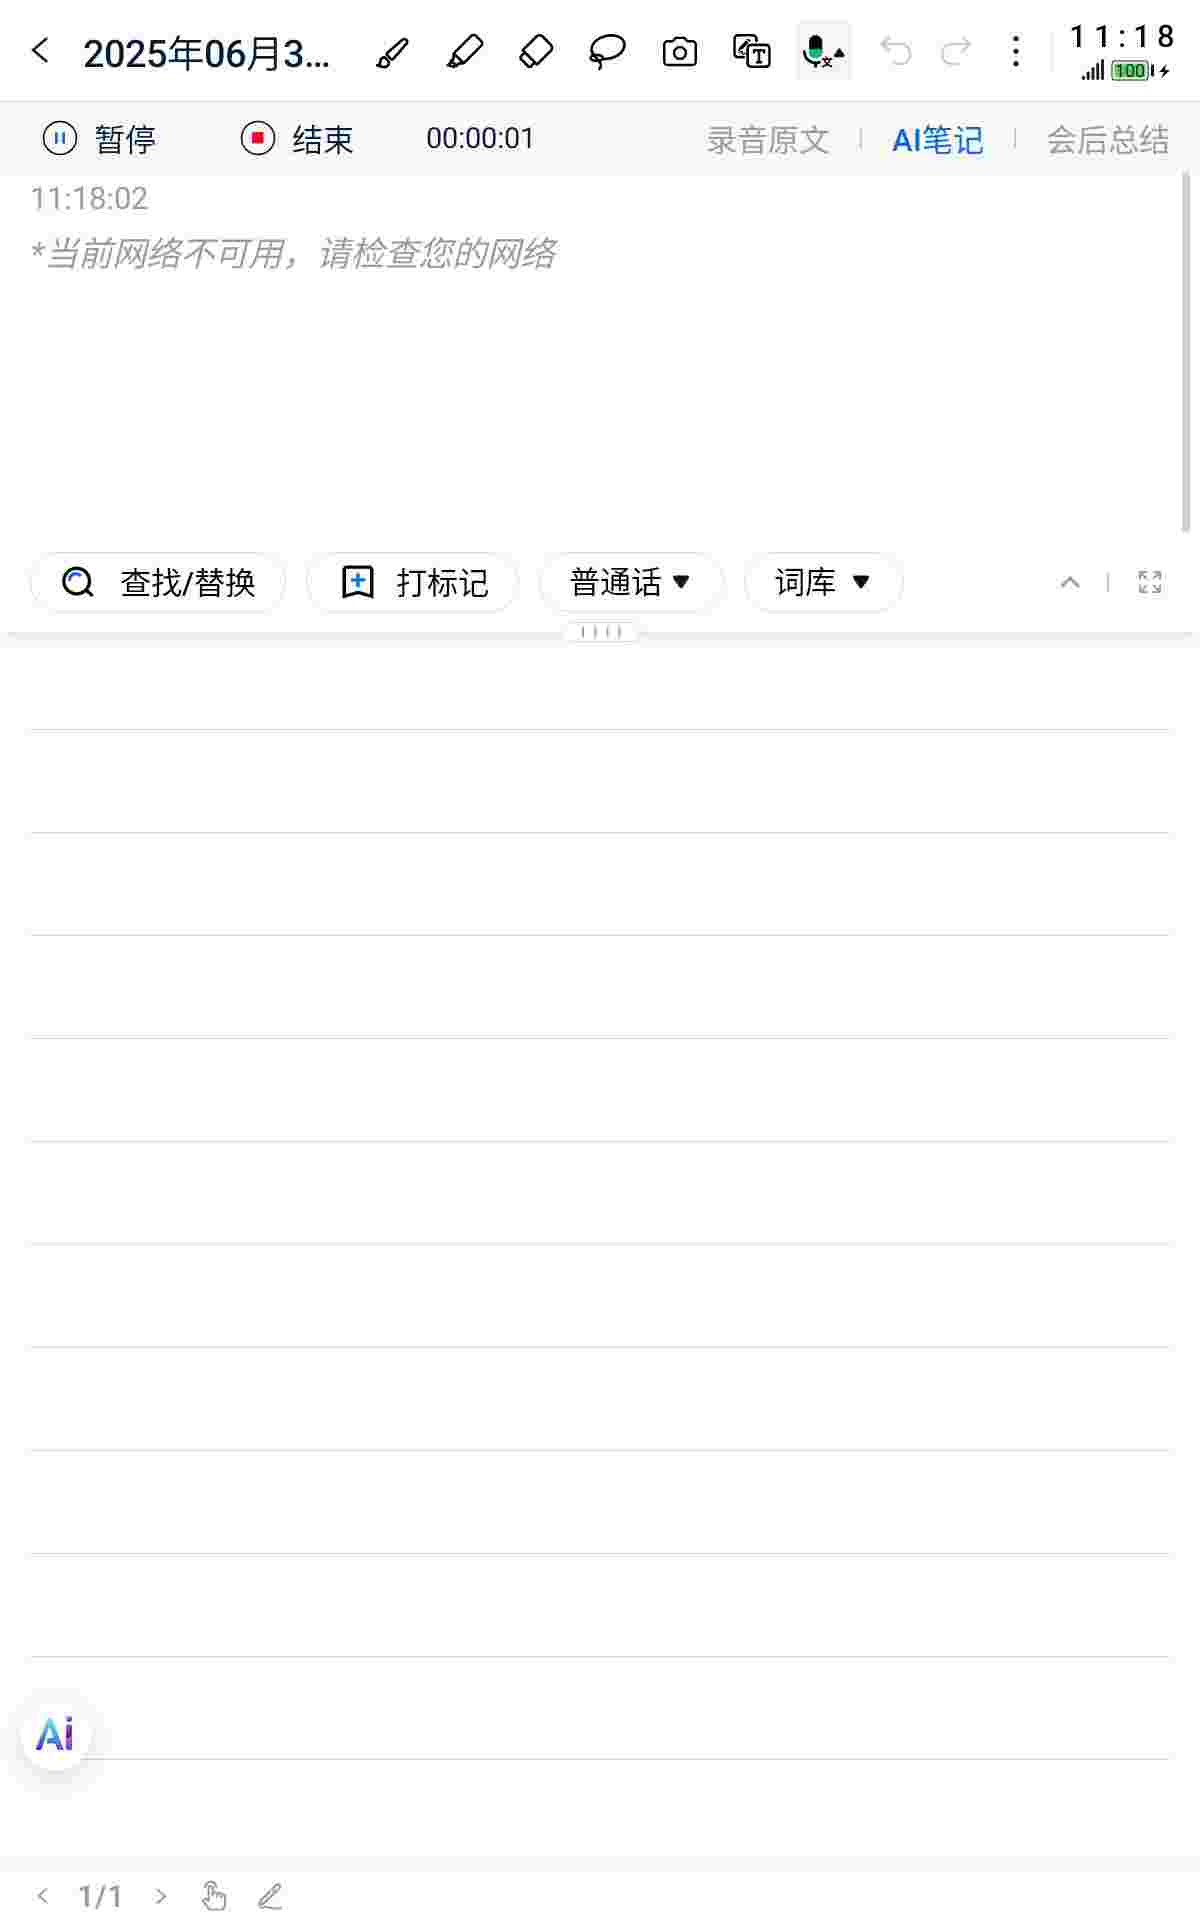 2025年06月3...
11:18
100
暂停
结束
00:00:01
录音原文
AI笔记
会后总结
11:18:02
*当前网络不可用，请检查您的网络
查找/替换
打标记
普通话
词库
Ai
1/1